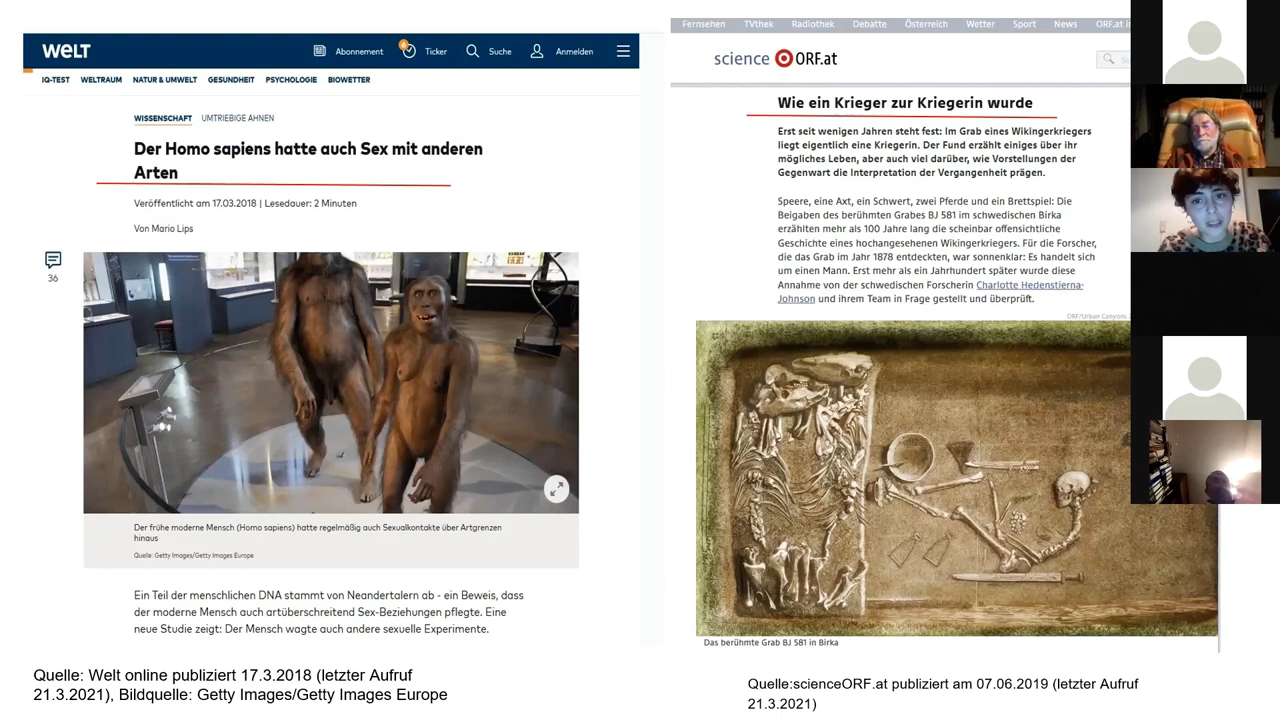 WELT
Abonnement
6
Ticker
Suche
Anmelden
IQ-TEST WELTRAUM NATUR & UMWELT GESUNDHEIT PSYCHOLOGIE BIOWETTER
WISSENSCHAFT UMTRIEBIGE AHNEN
Der Homo sapiens hatte auch Sex mit anderen
Arten
Veröffentlicht am 17.03.2018 | Lesedauer: 2 Minuten
Von Mario Lips
36
Der frühe moderne Mensch (Homo sapiens) hatte regelmäßig auch Sexualkontakte über Artgrenzen
hinaus
Quelle: Getty Images/Getty Images Europe
Ein Teil der menschlichen DNA stammt von Neandertalern ab - ein Beweis, dass
der moderne Mensch auch artüberschreitend Sex-Beziehungen pflegte. Eine
neue Studie zeigt: Der Mensch wagte auch andere sexuelle Experimente.
Quelle: Welt online publiziert 17.3.2018 (letzter Aufruf
21.3.2021), Bildquelle: Getty Images/Getty Images Europe
Fernsehen TVthek Radiothek Debatte Österreich Wetter Sport News ORF.at
science ORF.at
Wie ein Krieger zur Kriegerin wurde
Erst seit wenigen Jahren steht fest: Im Grab eines Wikingerkriegers
liegt eigentlich eine Kriegerin. Der Fund erzählt einiges über ihr
mögliches Leben, aber auch viel darüber, wie Vorstellungen der
Gegenwart die Interpretation der Vergangenheit prägen.
Speere, eine Axt, ein Schwert, zwei Pferde und ein Brettspiel: Die
Beigaben des berühmten Grabes BJ 581 im schwedischen Birka
erzählten mehr als 100 Jahre lang die scheinbar offensichtliche
Geschichte eines hochangesehenen Wikingerkriegers. Für die Forscher,
die das Grab im Jahr 1878 entdeckten, war sonnenklar: Es handelt sich
um einen Mann. Erst mehr als ein Jahrhundert später wurde diese
Annahme von der schwedischen Forscherin Charlotte Hedenstierna-
Johnson und ihrem Team in Frage gestellt und überprüft.
ORF/Urban Canyons
Das berühmte Grab BJ 581 in Birka
Quelle:scienceORF.at publiziert am 07.06.2019 (letzter Aufruf
21.3.2021)